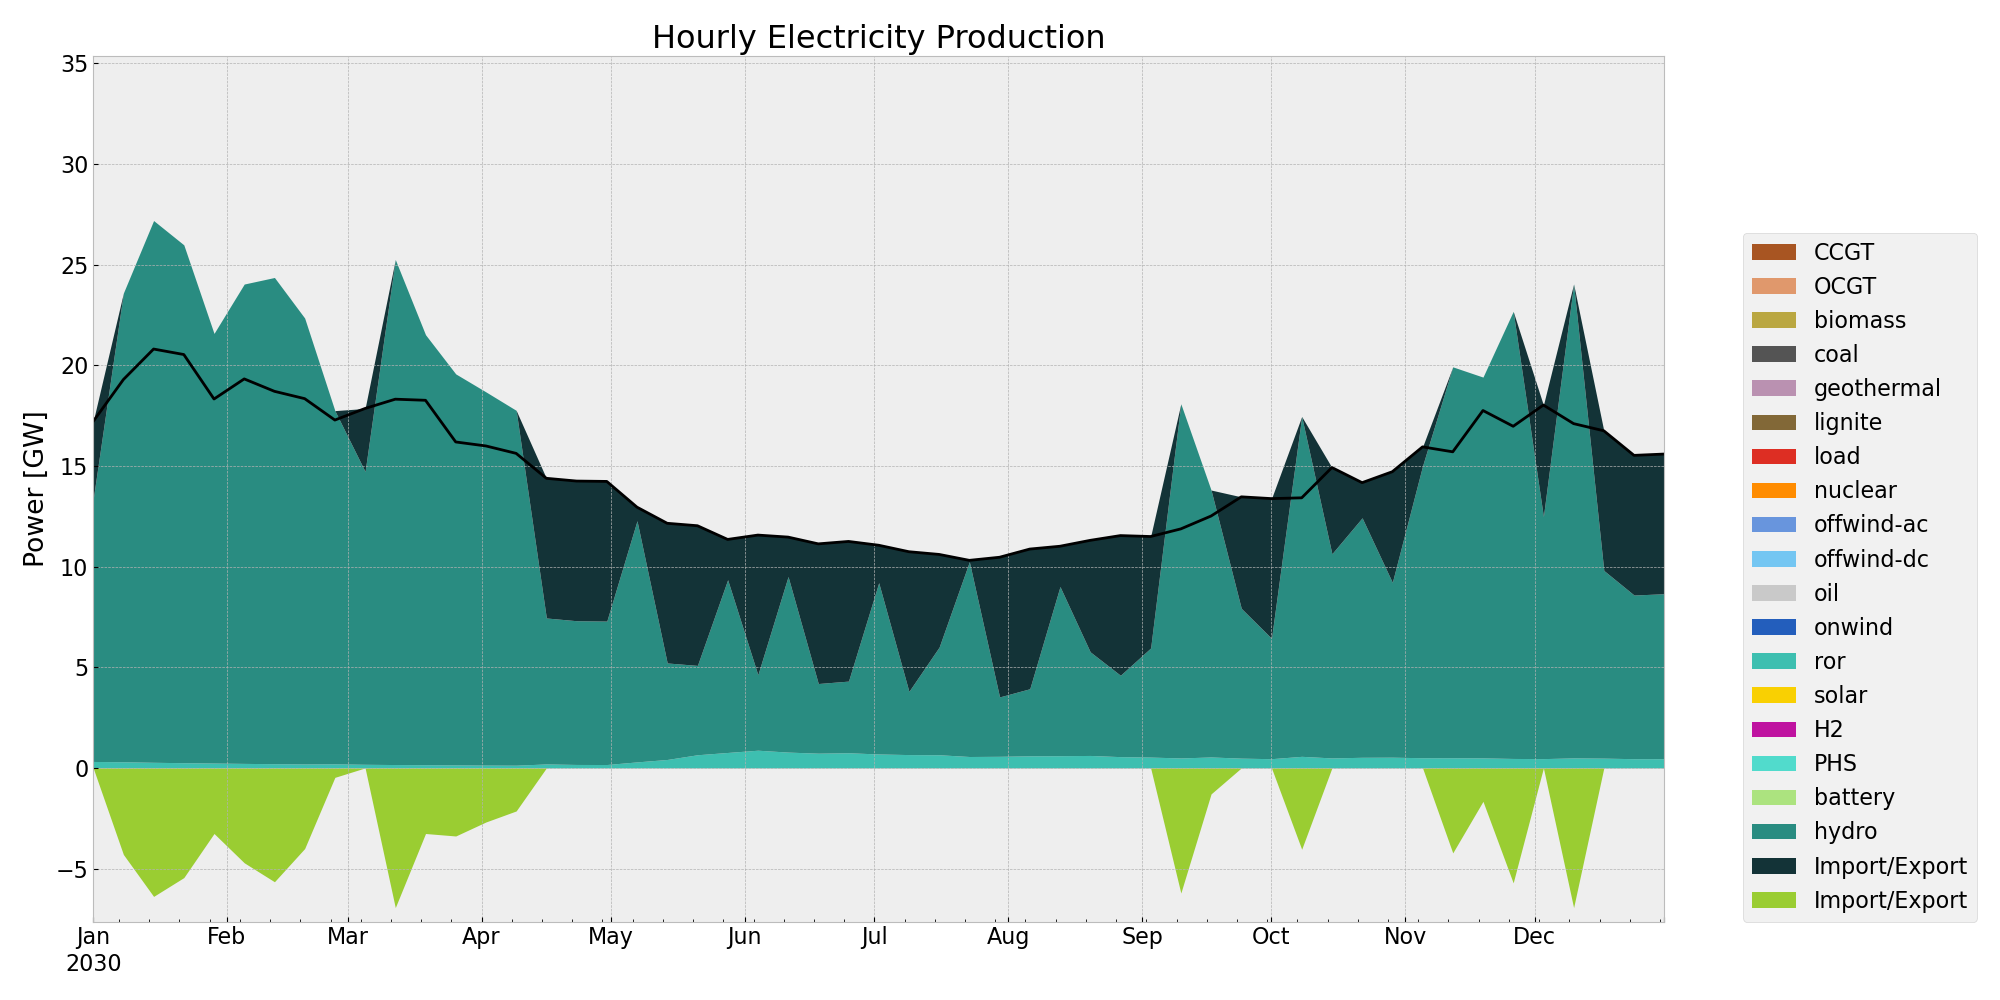 Hourly Electricity Production
Power [GW]
35
30
25
20
15
10
5
0
−5
Jan
2030
Feb
Mar
Apr
May
Jun
Jul
Aug
Sep
Oct
Nov
Dec
CCGT
OCGT
biomass
coal
geothermal
lignite
load
nuclear
offwind-ac
offwind-dc
oil
onwind
ror
solar
H2
PHS
battery
hydro
Import/Export
Import/Export